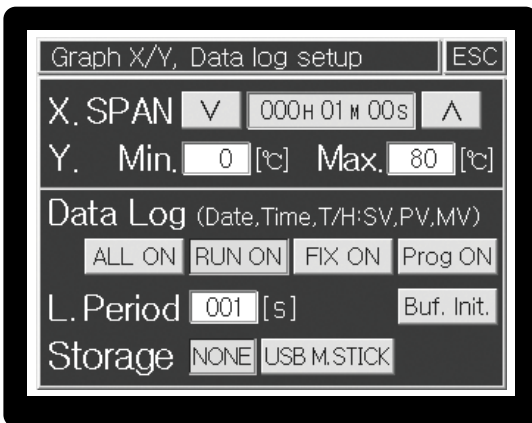 Graph X/Y, Data log setup ESC
X. SPAN ∨ 000H 01 M 00S ∧
Y. Min. 0 [℃] Max. 80 [℃]
Data Log (Date,Time,T/H:SV,PV,MV)
ALL ON RUN ON FIX ON Prog ON
L. Period 001 [s] Buf. Init.
Storage NONE USB M.STICK